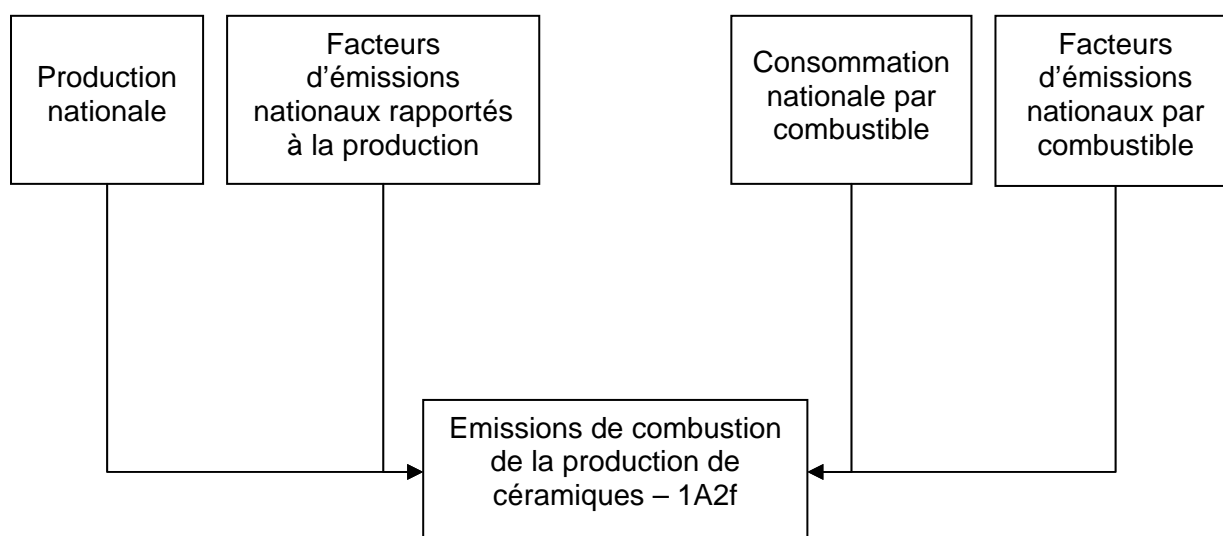 Production
nationale
Facteurs
d'émissions
nationaux rapportés
à la production
Consommation
nationale par
combustible
Facteurs
d'émissions
nationaux par
combustible
Emissions de combustion
de la production de
céramiques – 1A2f